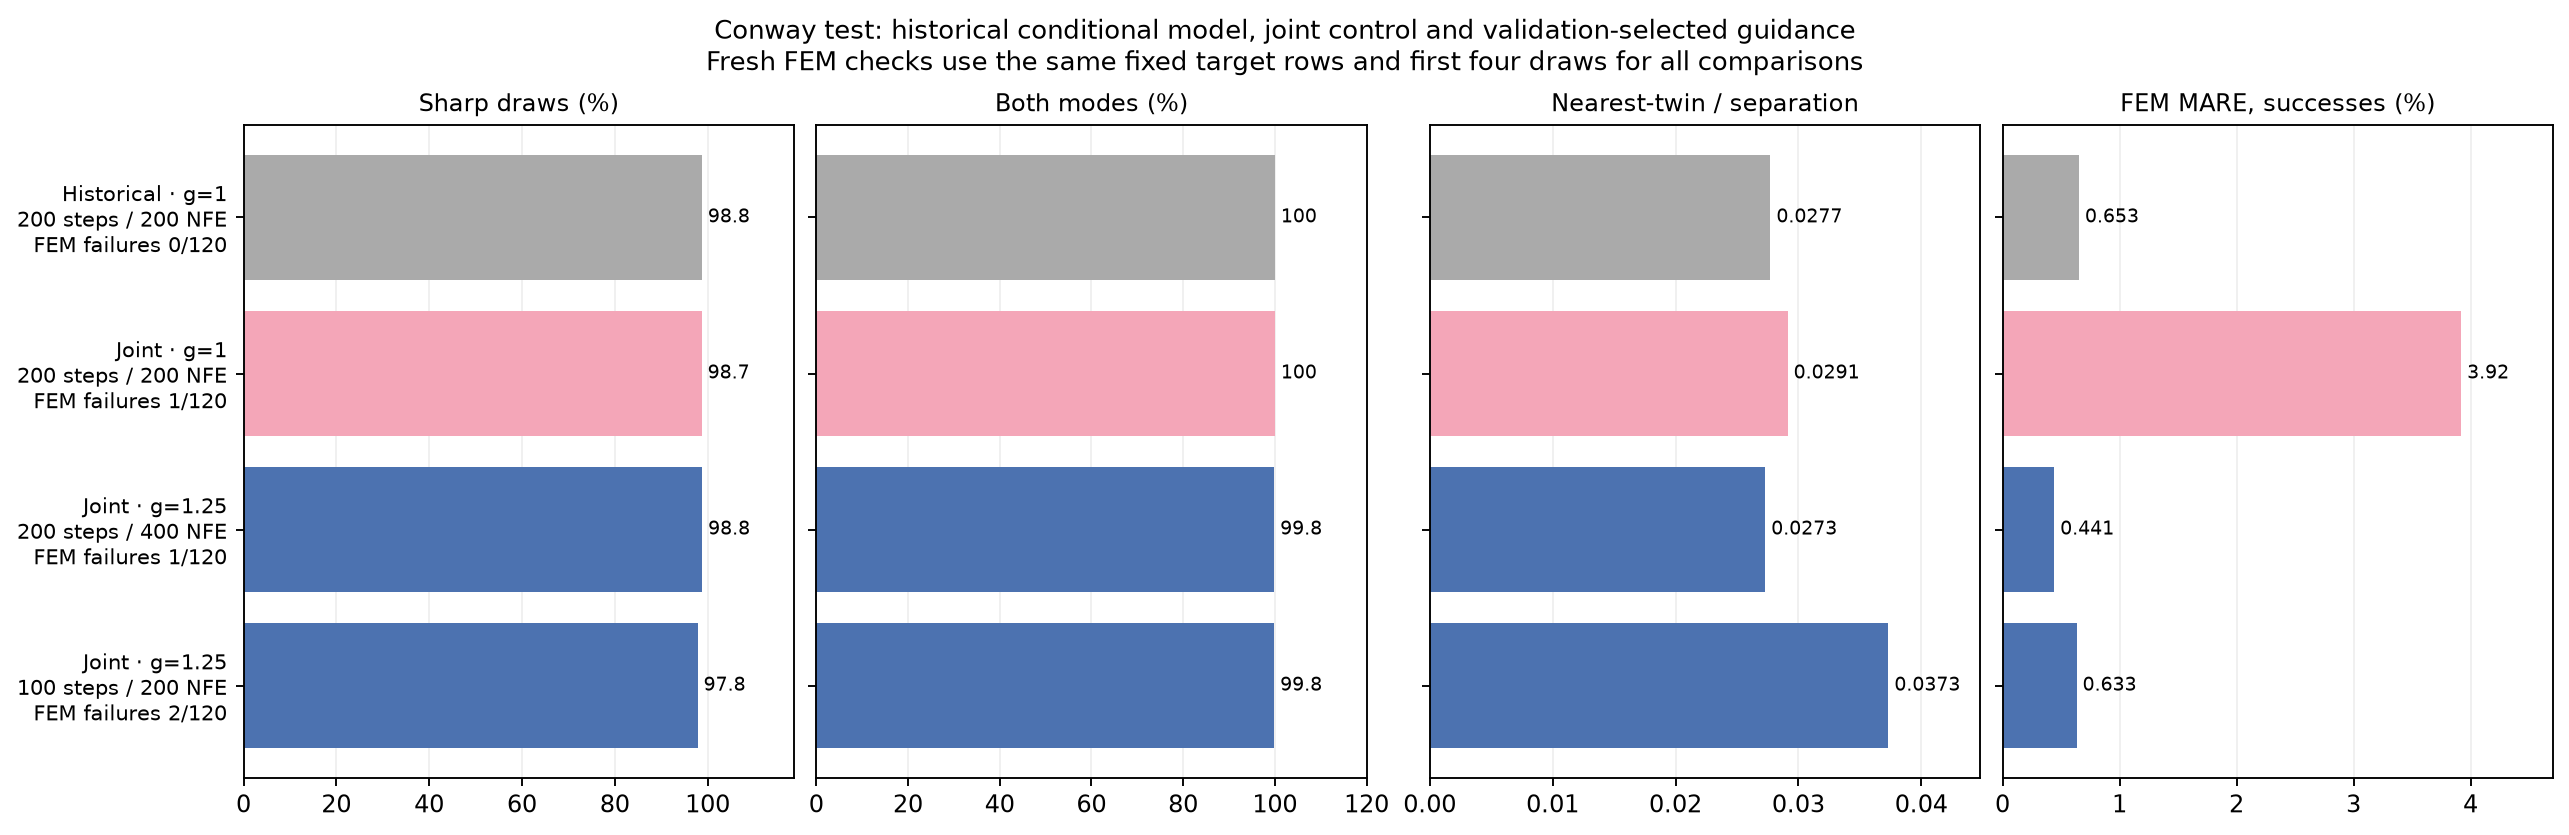 Conway test: historical conditional model, joint control and validation-selected guidance
Fresh FEM checks use the same fixed target rows and first four draws for all comparisons
Sharp draws (%)
Both modes (%)
Nearest-twin / separation
FEM MARE, successes (%)
Historical · g=1
200 steps / 200 NFE
FEM failures 0/120
98.8
100
0.0277
0.653
Joint · g=1
200 steps / 200 NFE
FEM failures 1/120
98.7
100
0.0291
3.92
Joint · g=1.25
200 steps / 400 NFE
FEM failures 1/120
98.8
99.8
0.0273
0.441
Joint · g=1.25
100 steps / 200 NFE
FEM failures 2/120
97.8
99.8
0.0373
0.633
0 20 40 60 80 100
0 20 40 60 80 100 120
0.00 0.01 0.02 0.03 0.04
0 1 2 3 4